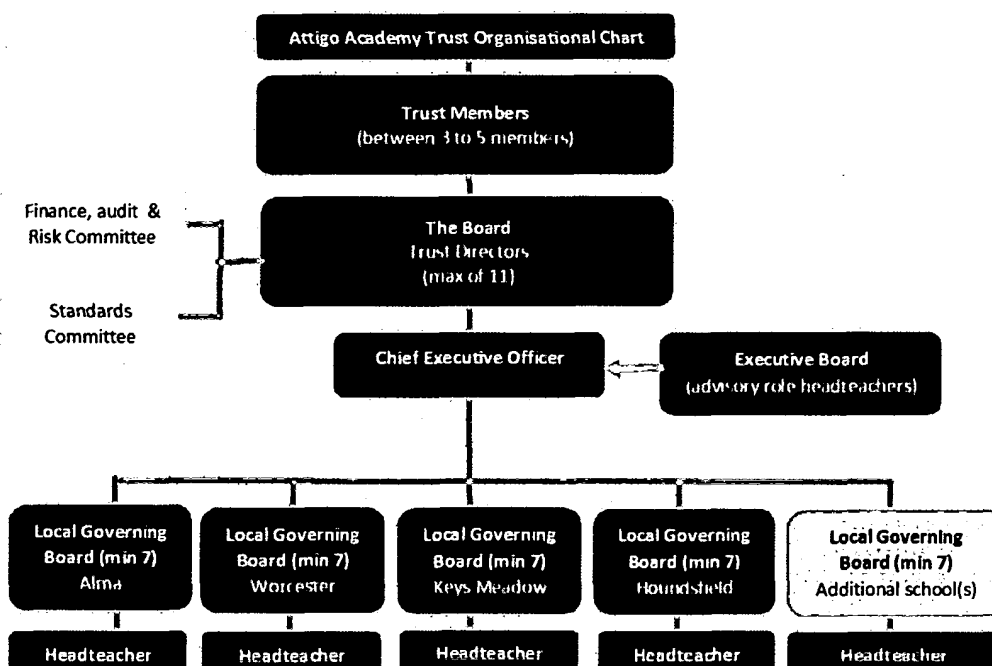 Attigo Academy Trust Organisational Chart
Trust Members
(between 3 to 5 members)
Finance, audit &
Risk Committee
The Board
Trust Directors
(max of 11)
Standards
Committee
Chief Executive Officer
Executive Board
(advisory role headteachers)
Local Governing
Board (min 7)
Alma
Local Governing
Board (min 7)
Worcester
Local Governing
Board (min 7)
Keys Meadow
Local Governing
Board (min 7)
Houndsfield
Local Governing
Board (min 7)
Additional school(s)
Headteacher
Headteacher
Headteacher
Headteacher
Headteacher